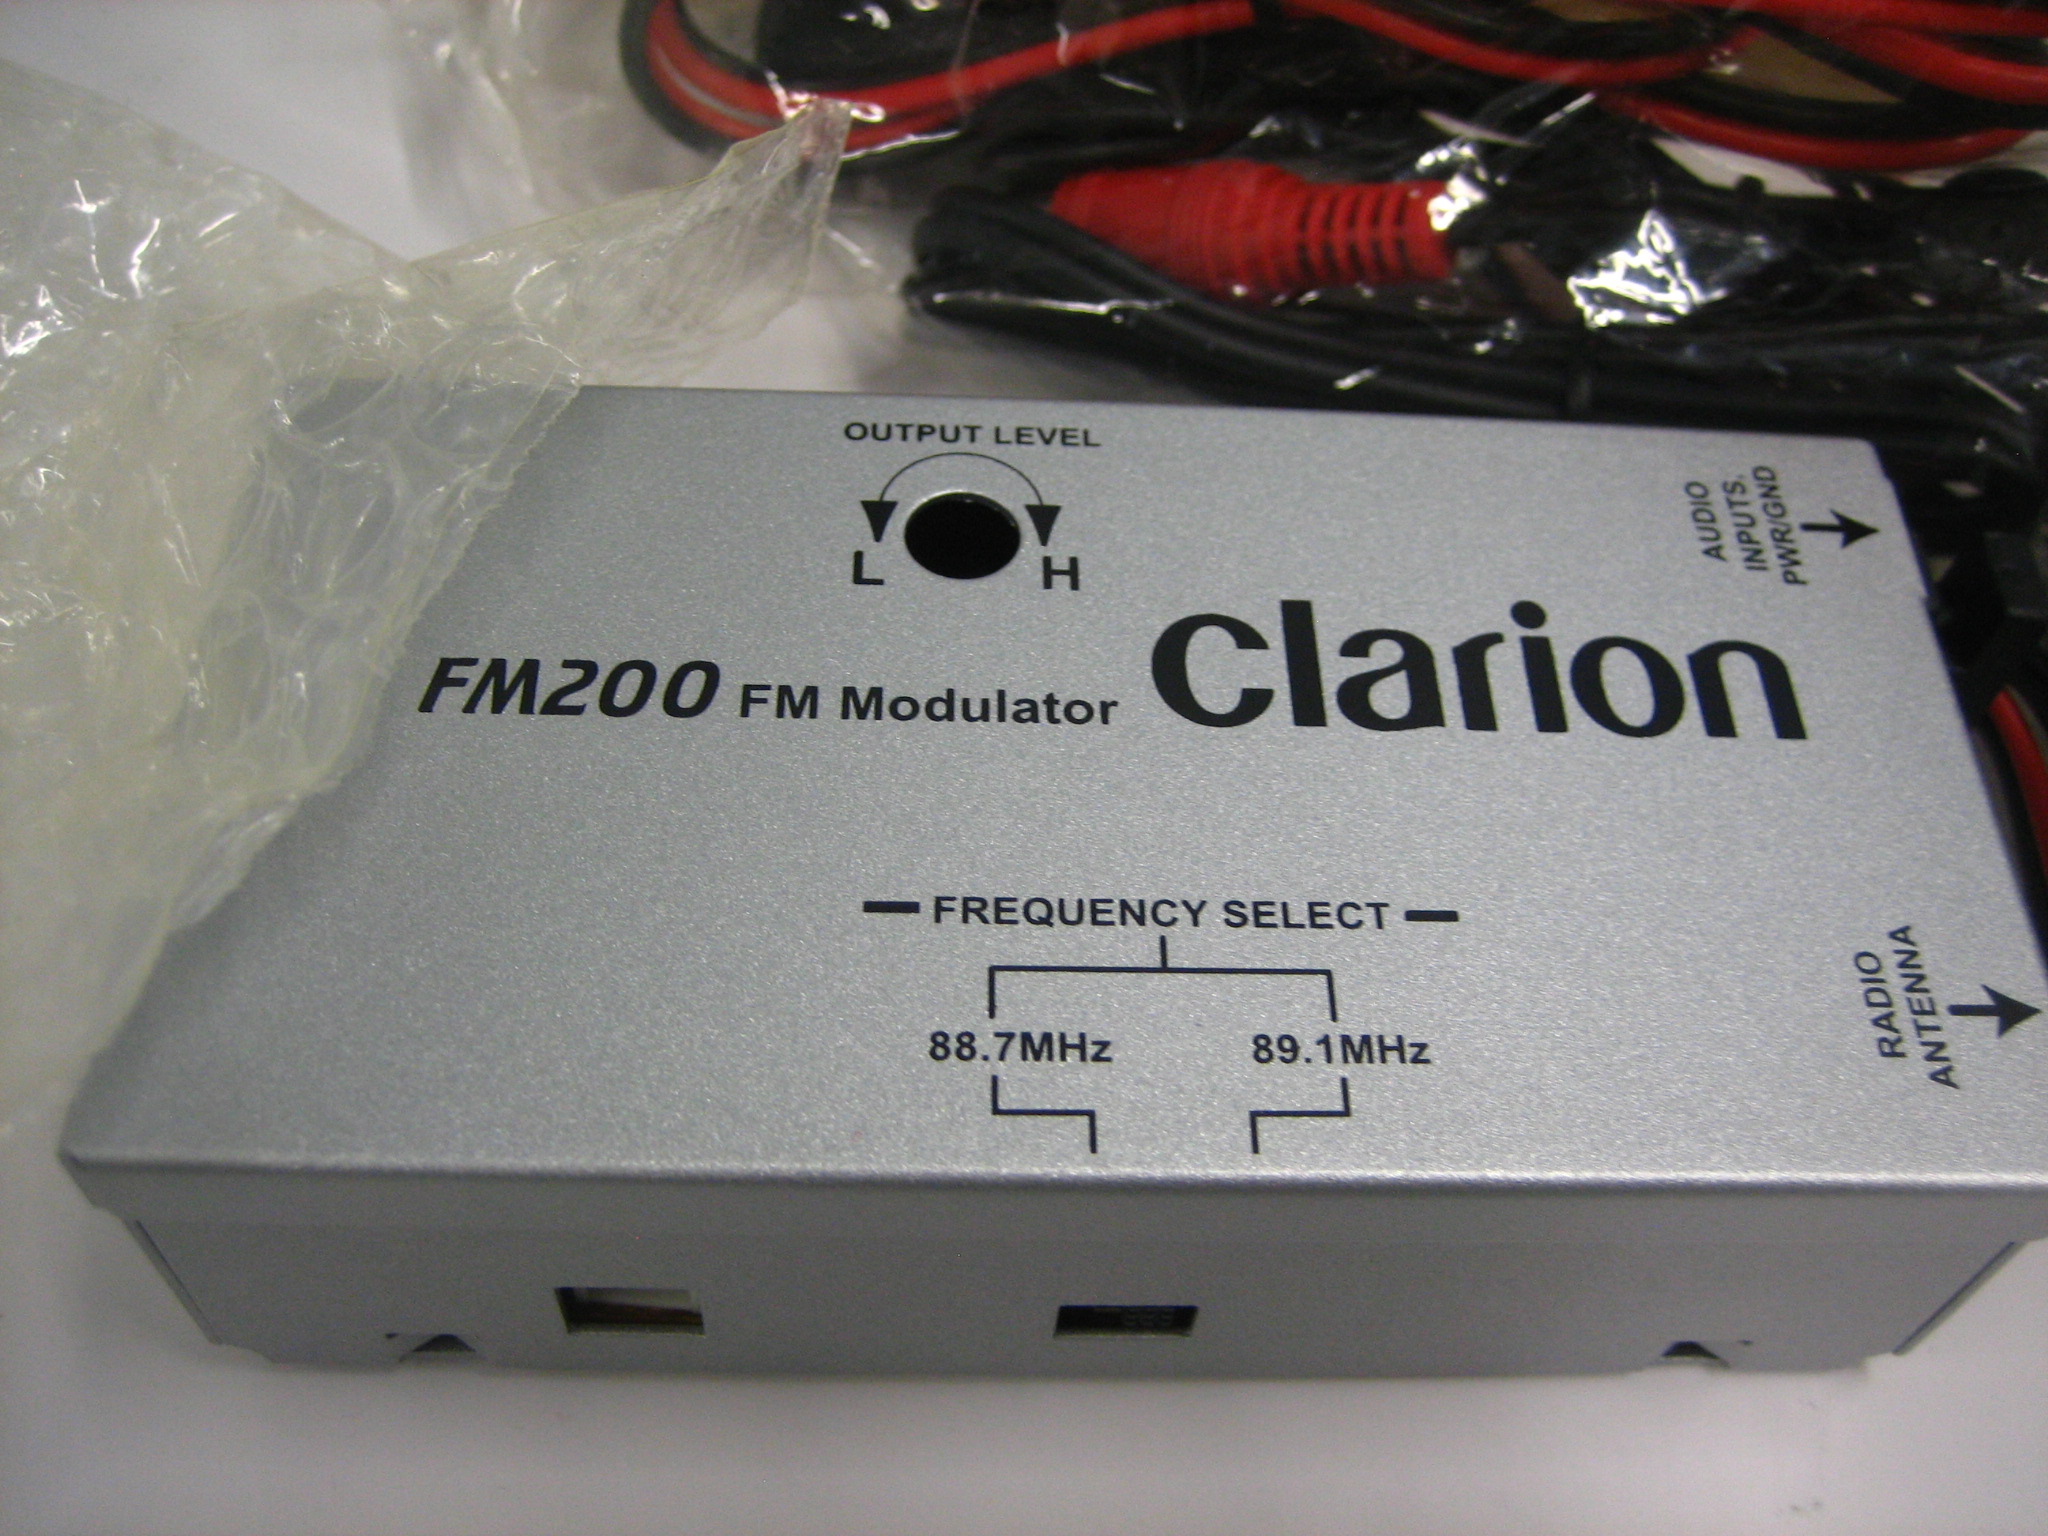 OUTPUT LEVEL
L H
AUDIO
INPUTS.
PWR/GND
FM200 FM Modulator clarion
FREQUENCY SELECT
88.7MHz 89.1MHz
RADIO
ANTENNA